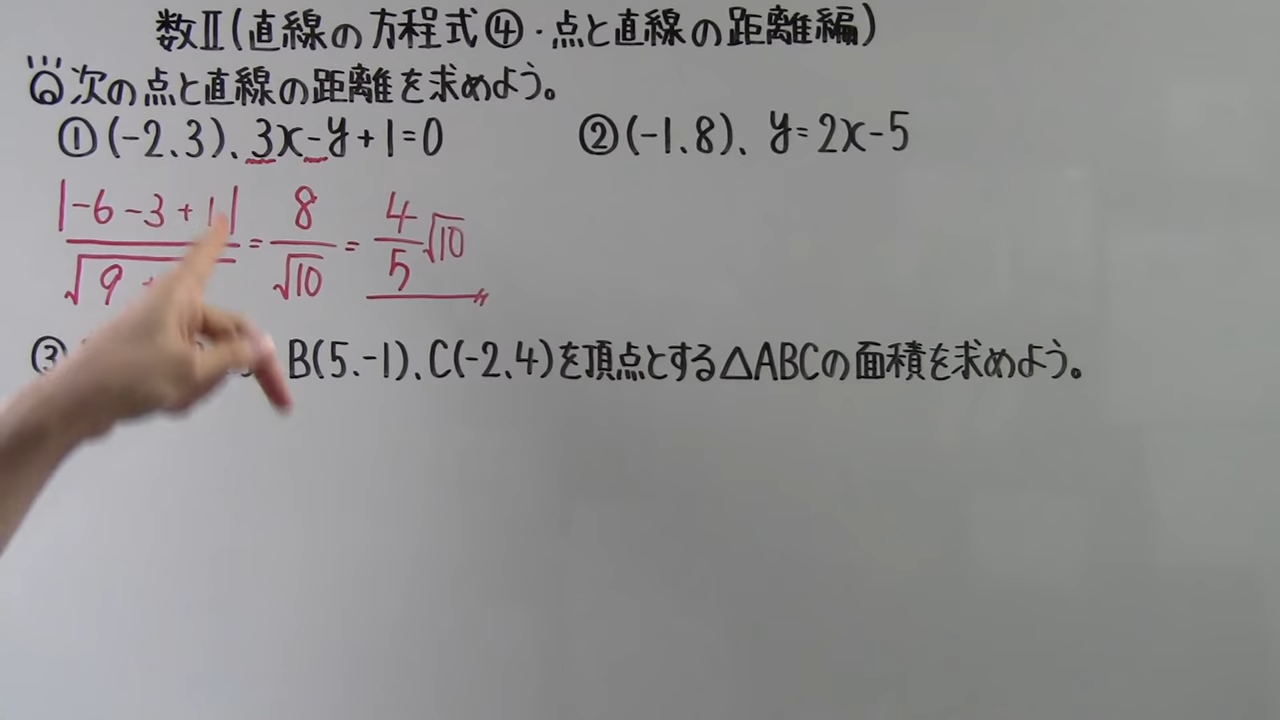 数Ⅱ(直線の方程式④・点と直線の距離編)
Q次の点と直線の距離を求めよう。
①(-2、3)、3x-y+1=0
②(-1、8)、y=2x-5
|-6-3+1|/√9+ = 8/√10 = 4/5√10
③ B(5、-1)、C(-2、4)を頂点とする△ABCの面積を求めよう。